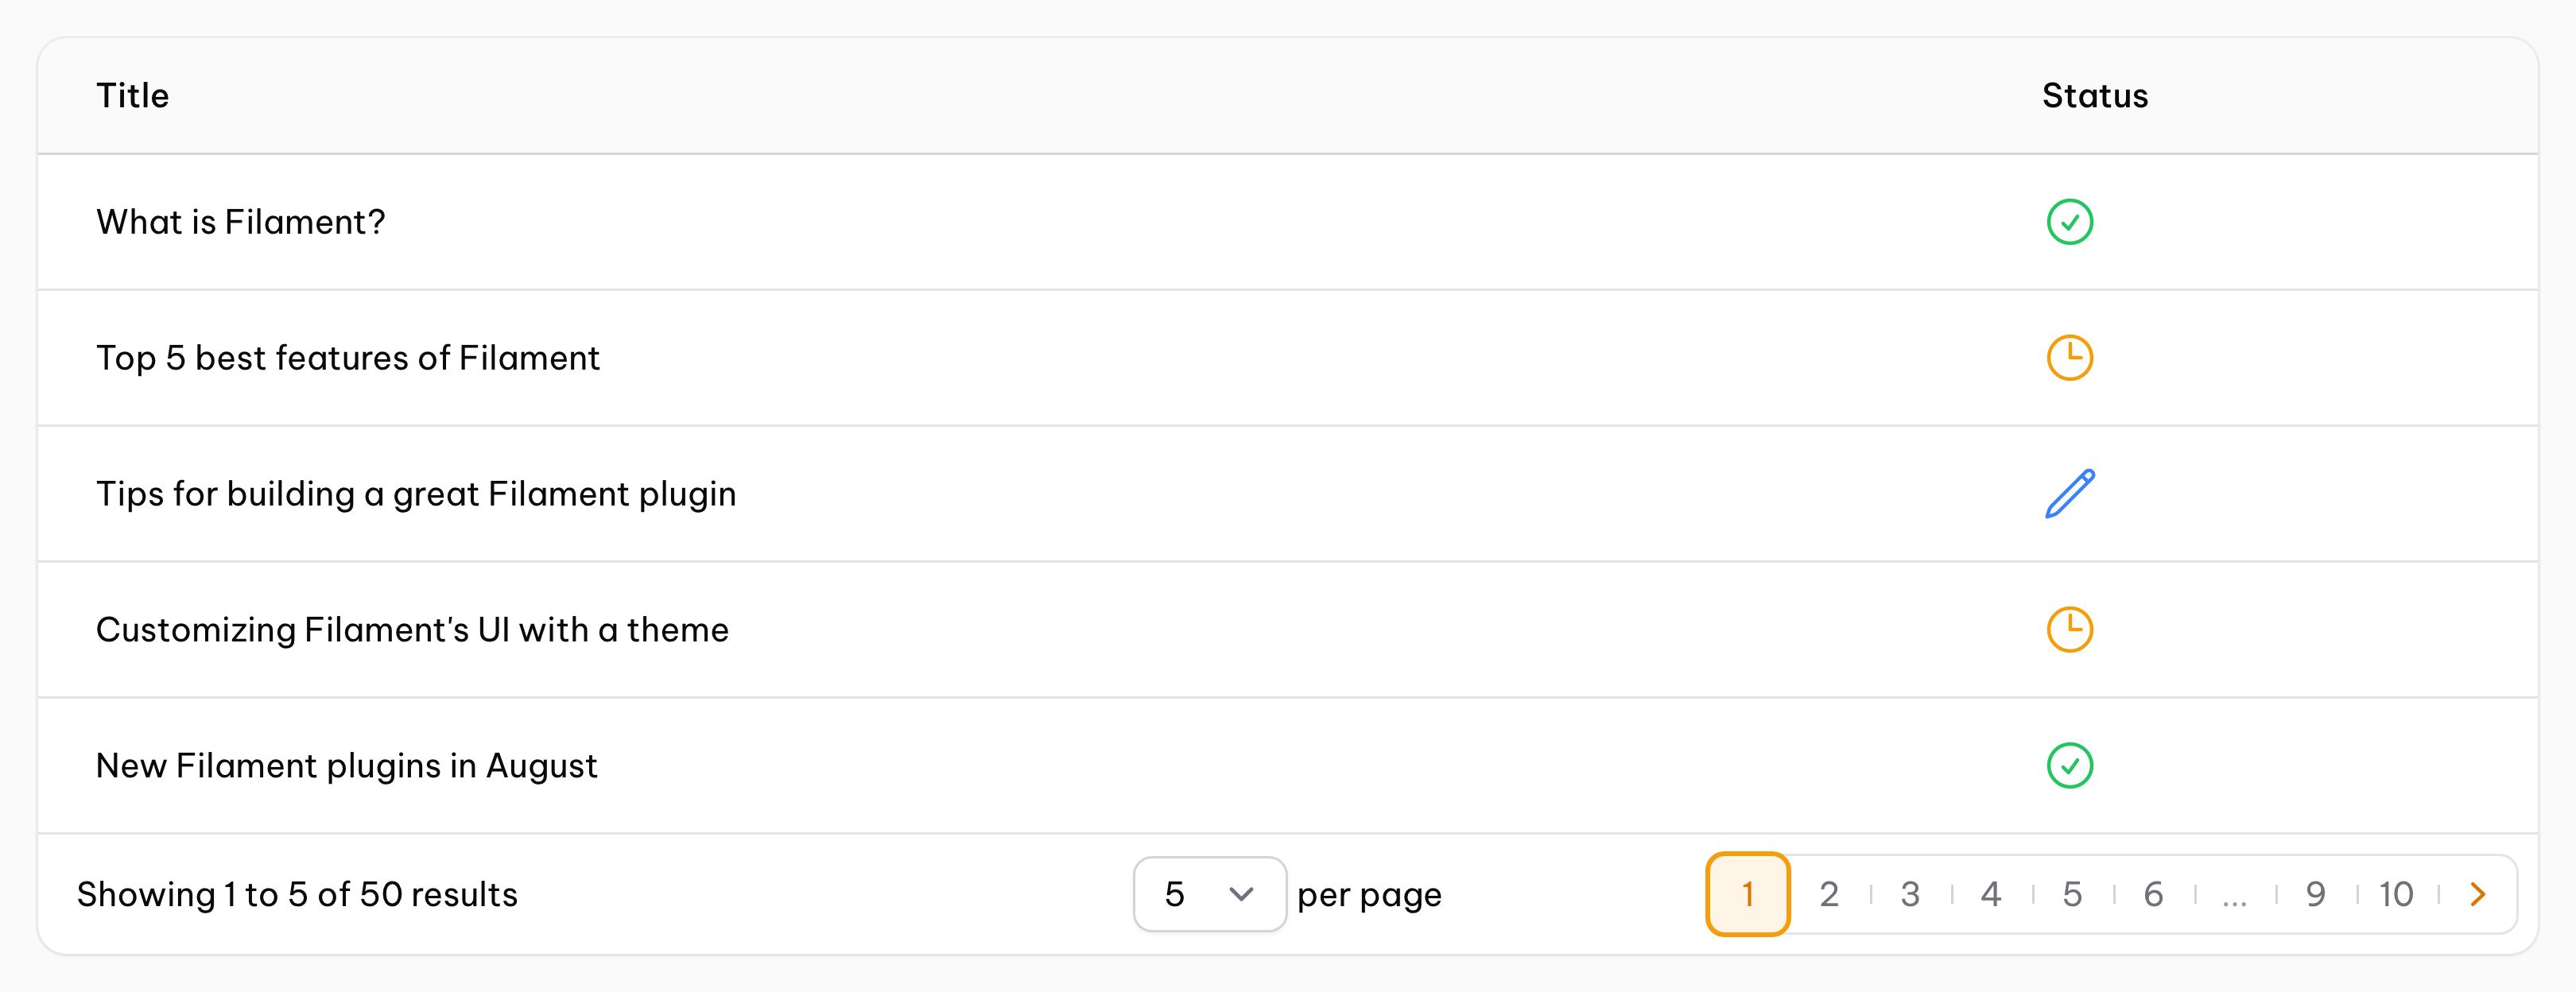 Title Status
What is Filament?
Top 5 best features of Filament
Tips for building a great Filament plugin
Customizing Filament's UI with a theme
New Filament plugins in August
Showing 1 to 5 of 50 results 5 per page 1 2 3 4 5 6 ... 9 10